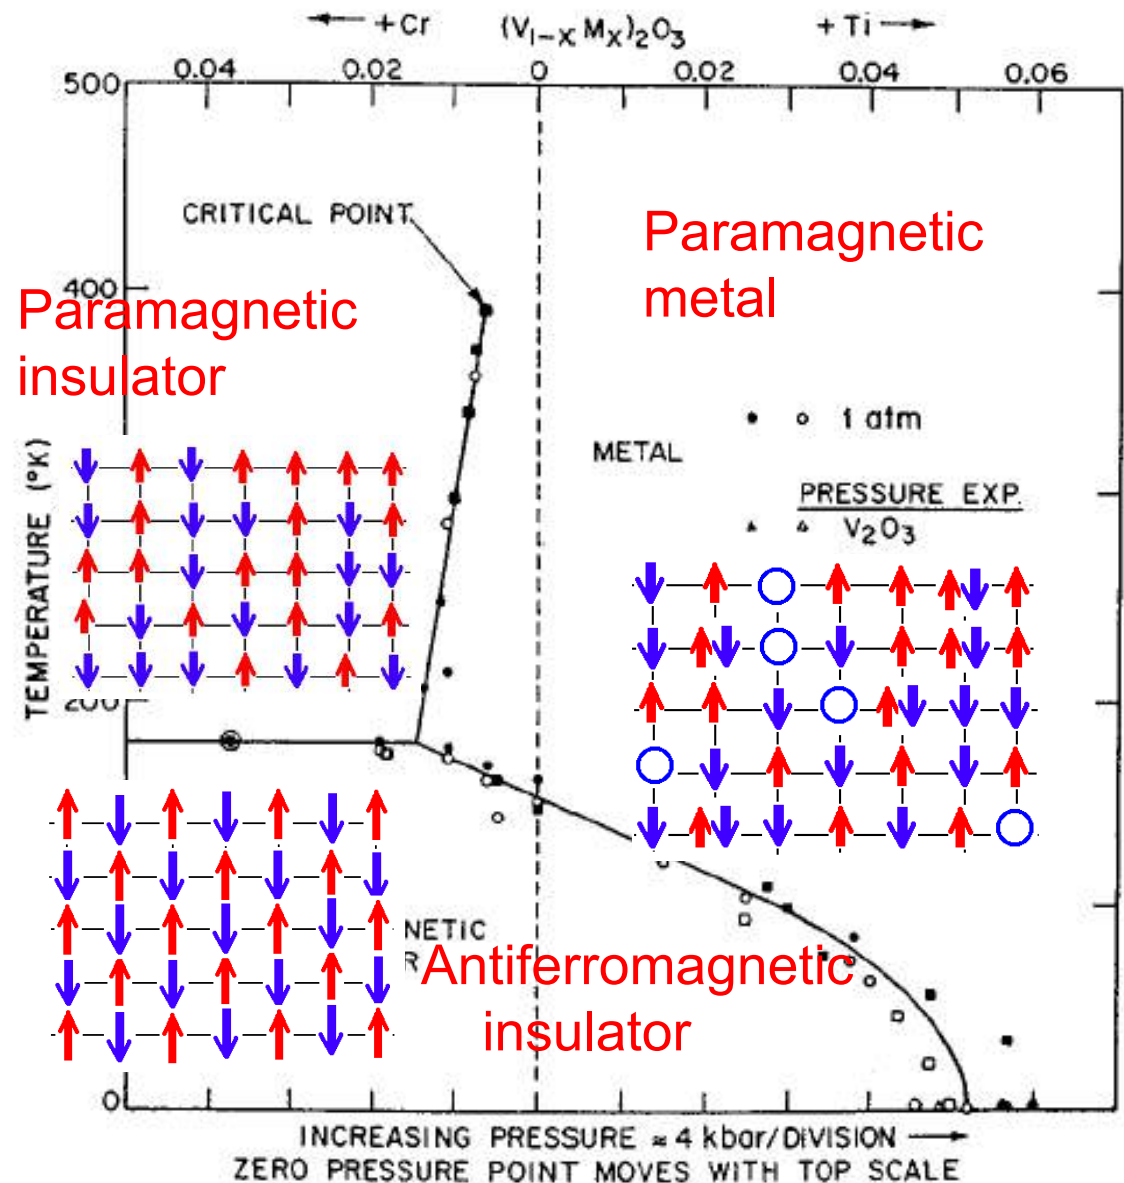 +Cr (V1-xMx)2O3 +Ti
0.04 0.02 0 0.02 0.04 0.06
500
CRITICAL POINT
Paramagnetic
metal
400
Paramagnetic
insulator
1 atm
METAL
PRESSURE EXP.
V2O3
TEMPERATURE (°K)
200
NETIC
R
Antiferromagnetic
insulator
0
INCREASING PRESSURE ≈ 4 kbar/DIVISION
ZERO PRESSURE POINT MOVES WITH TOP SCALE